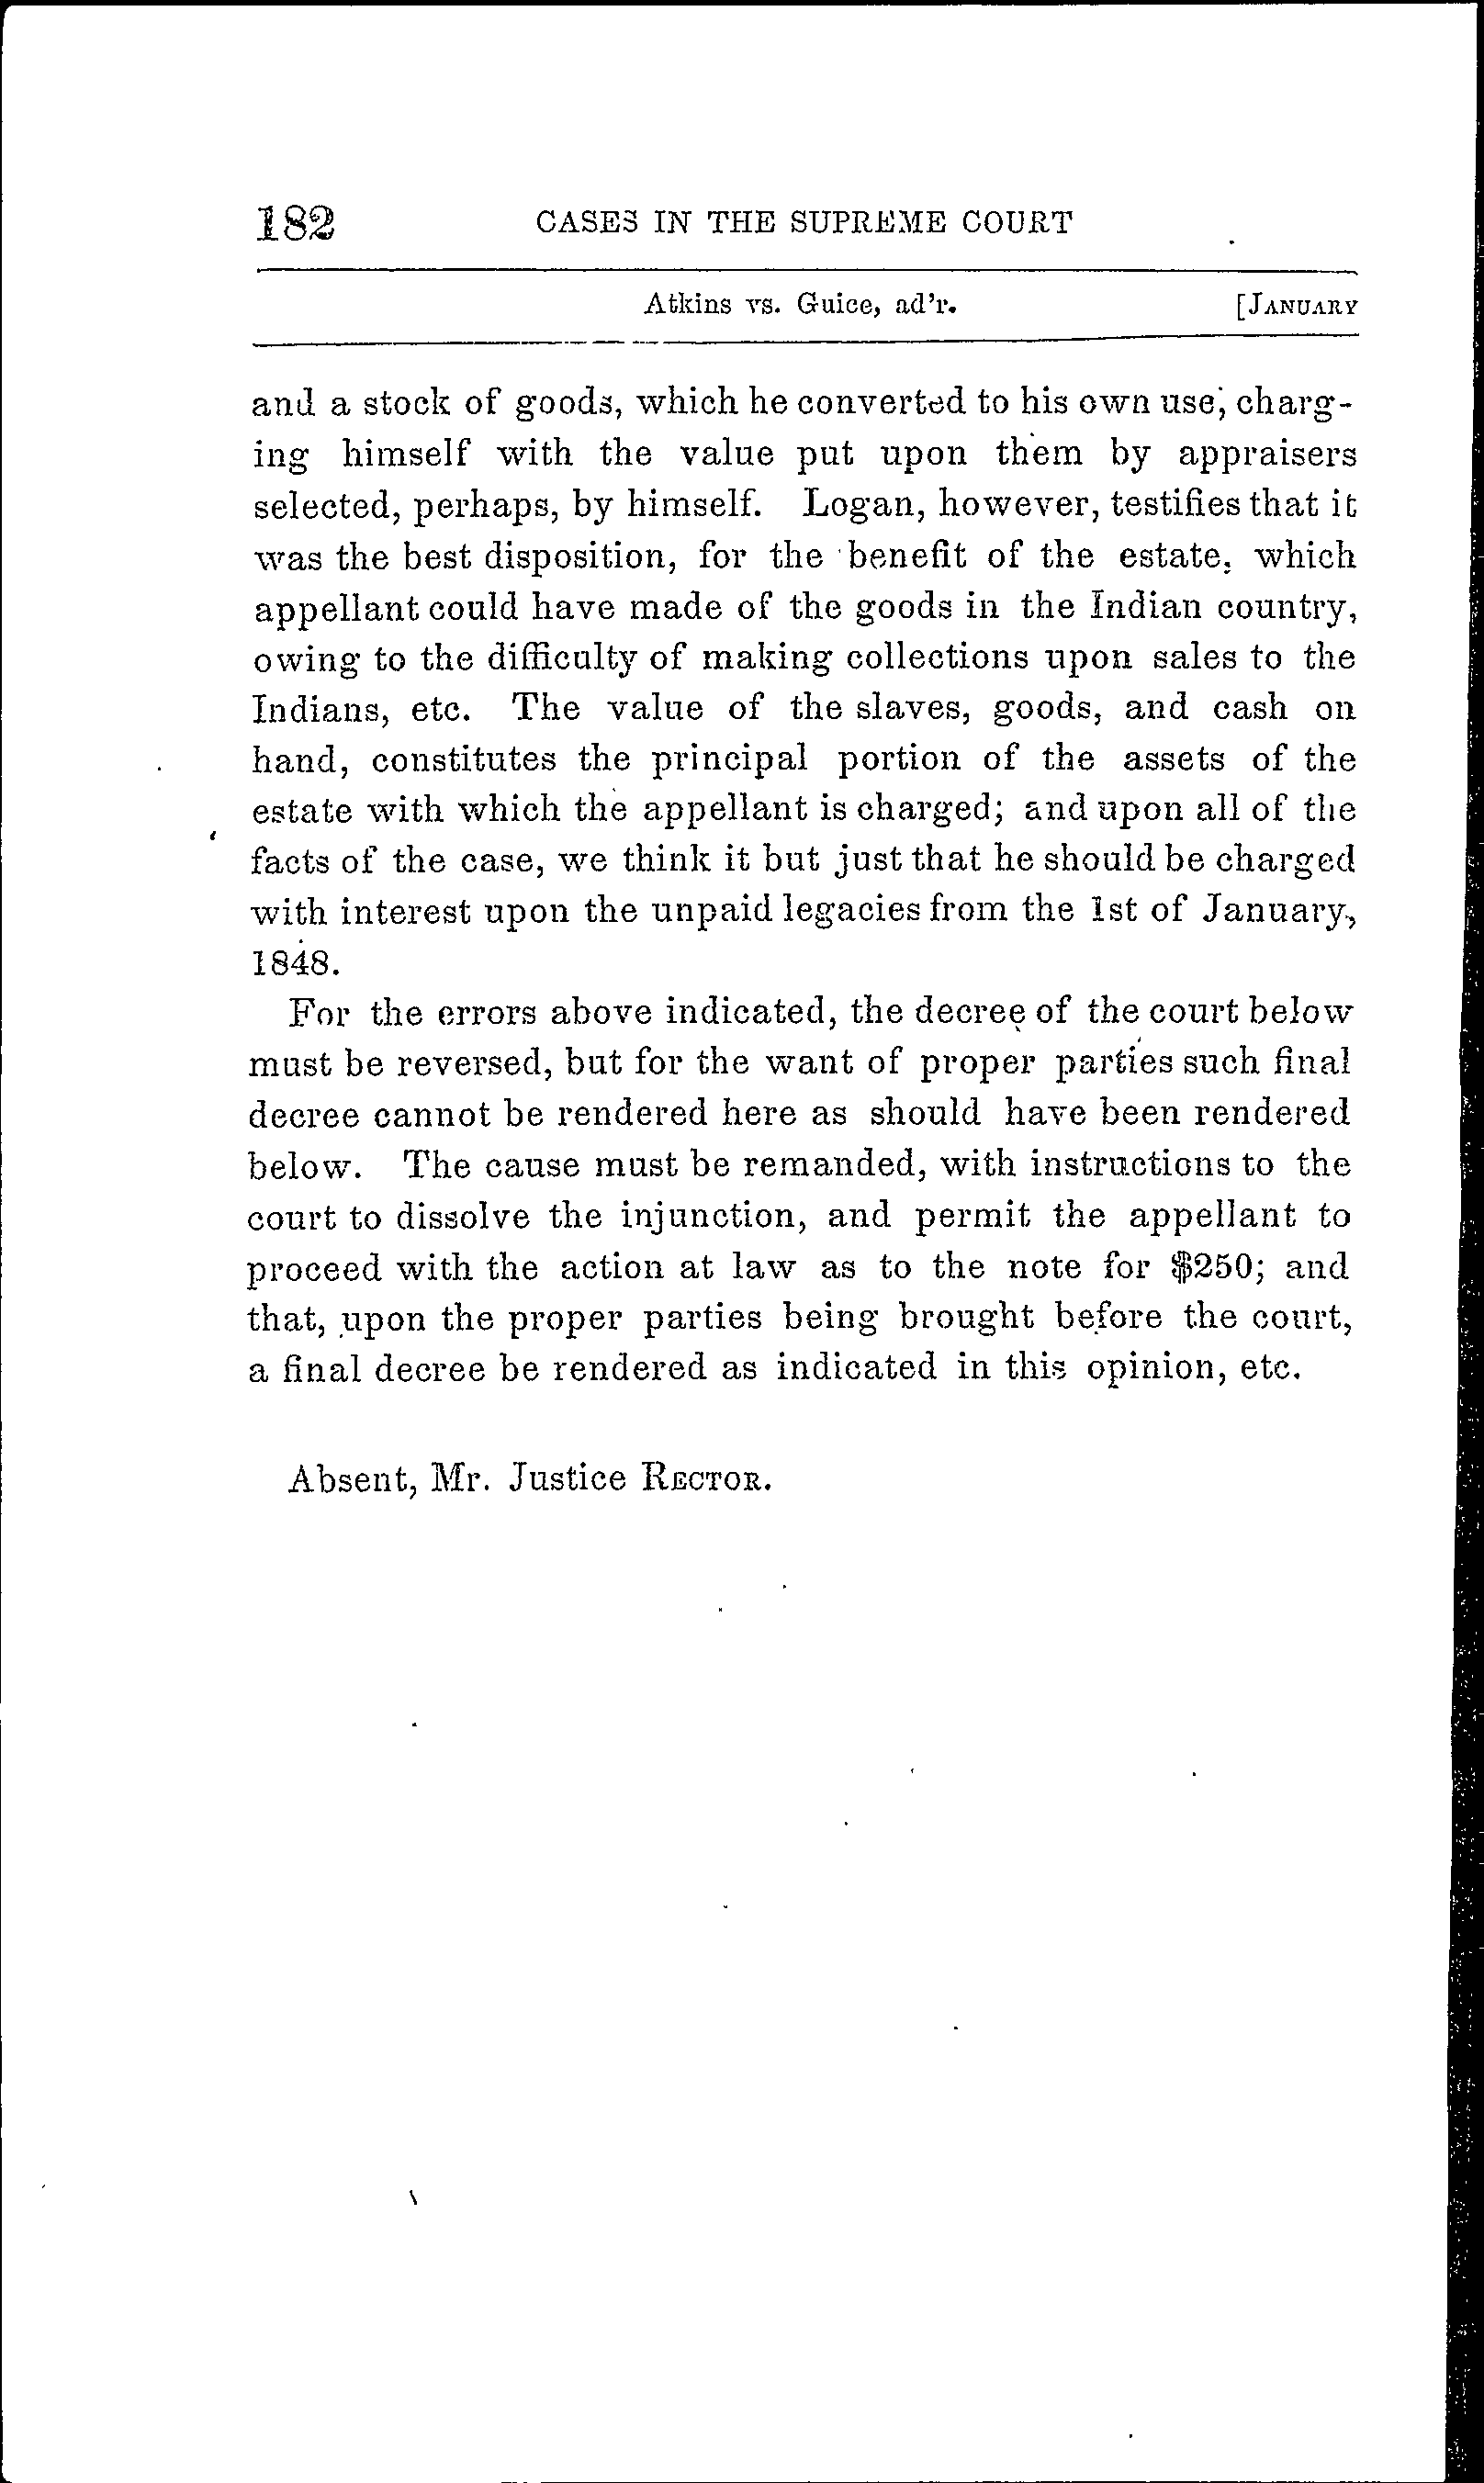 182 CASES IN THE SUPREME COURT
Atkins vs. Guice, ad'r. [JANUARY
and a stock of goods, which he converted to his own use, charg-
ing himself with the value put upon them by appraisers
selected, perhaps, by himself. Logan, however, testifies that it
was the best disposition, for the benefit of the estate, which
appellant could have made of the goods in the Indian country,
owing to the difficulty of making collections upon sales to the
Indians, etc. The value of the slaves, goods, and cash on
hand, constitutes the principal portion of the assets of the
estate with which the appellant is charged; and upon all of the
facts of the case, we think it but just that he should be charged
with interest upon the unpaid legacies from the 1st of January,
1848.
For the errors above indicated, the decree of the court below
must be reversed, but for the want of proper parties such final
decree cannot be rendered here as should have been rendered
below. The cause must be remanded, with instructions to the
court to dissolve the injunction, and permit the appellant to
proceed with the action at law as to the note for $250; and
that, upon the proper parties being brought before the court,
a final decree be rendered as indicated in this opinion, etc.
Absent, Mr. Justice RECTOR.